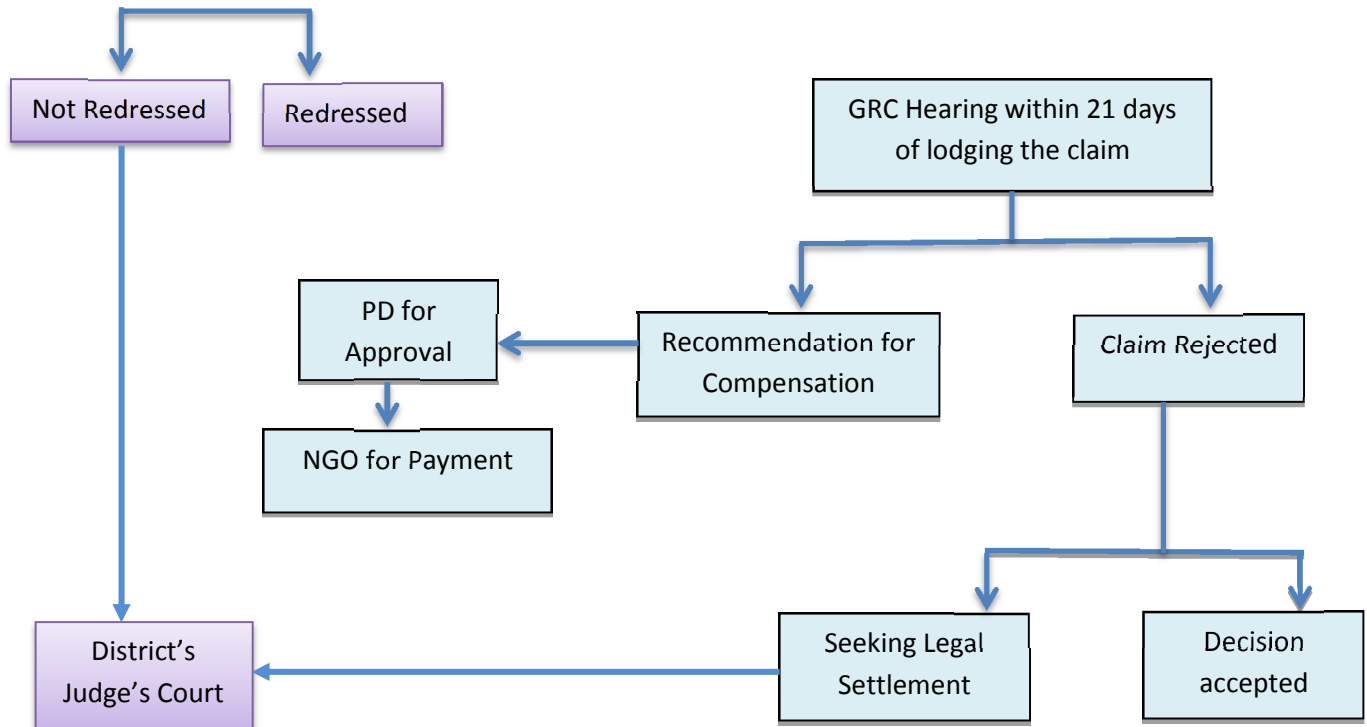 Not Redressed
Redressed
GRC Hearing within 21 days
of lodging the claim
PD for
Approval
Recommendation for
Compensation
Claim Rejected
NGO for Payment
District's
Judge's Court
Seeking Legal
Settlement
Decision
accepted